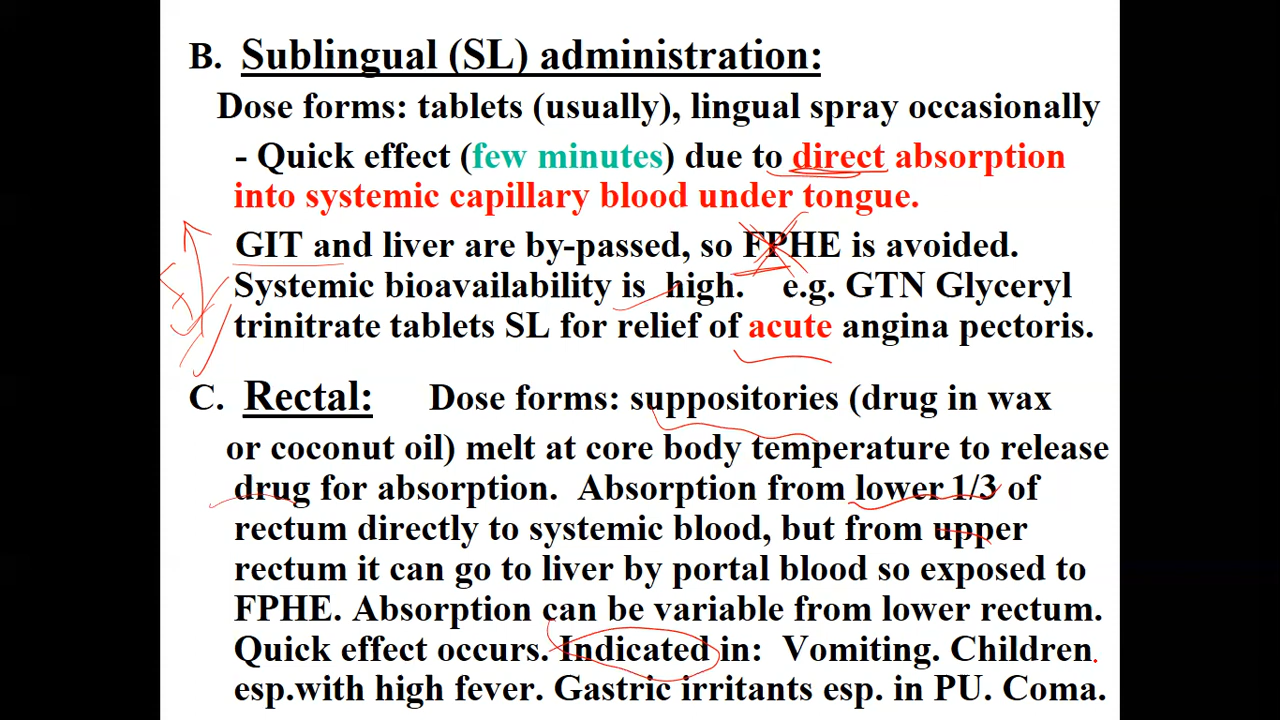 B. Sublingual (SL) administration:
Dose forms: tablets (usually), lingual spray occasionally
- Quick effect (few minutes) due to direct absorption
into systemic capillary blood under tongue.
GIT and liver are by-passed, so FPHE is avoided.
Systemic bioavailability is high. e.g. GTN Glyceryl
trinitrate tablets SL for relief of acute angina pectoris.
C. Rectal: Dose forms: suppositories (drug in wax
or coconut oil) melt at core body temperature to release
drug for absorption. Absorption from lower 1/3 of
rectum directly to systemic blood, but from upper
rectum it can go to liver by portal blood so exposed to
FPHE. Absorption can be variable from lower rectum.
Quick effect occurs. Indicated in: Vomiting. Children
esp.with high fever. Gastric irritants esp. in PU. Coma.